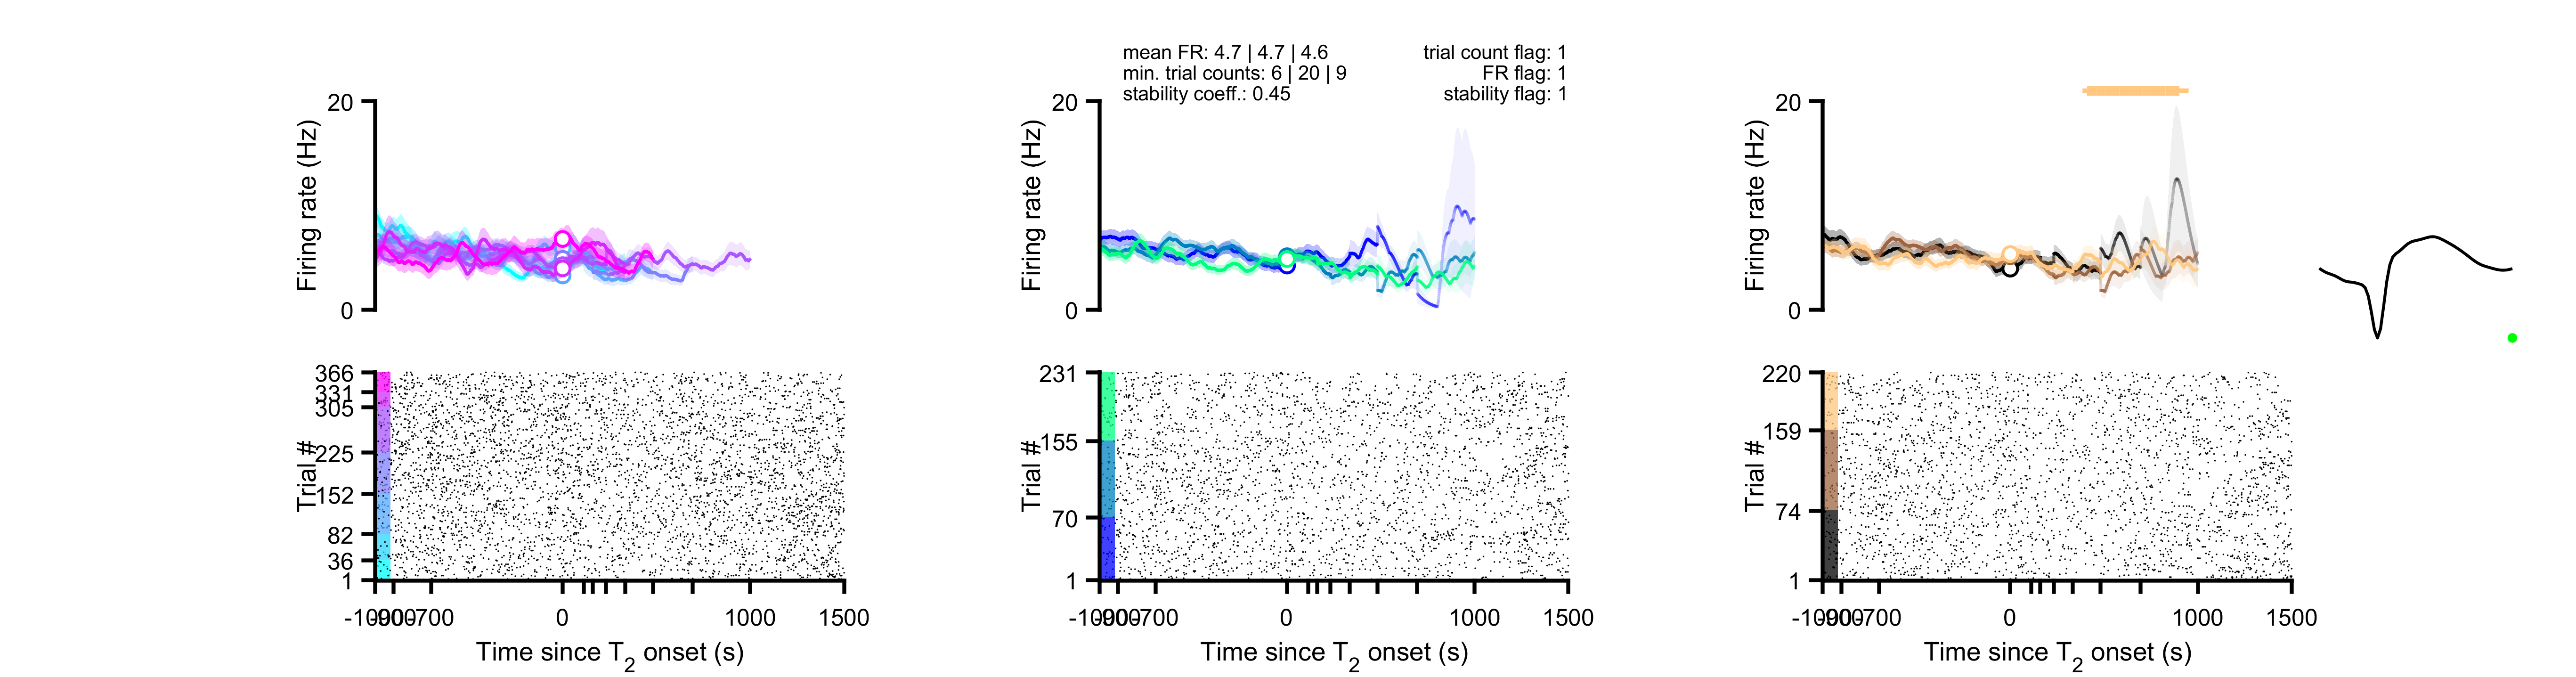 mean FR: 4.7 | 4.7 | 4.6
min. trial counts: 6 | 20 | 9
stability coeff.: 0.45
trial count flag: 1
FR flag: 1
stability flag: 1
20
Firing rate (Hz)
0
20
Firing rate (Hz)
0
20
Firing rate (Hz)
0
366
331
305
225
152
82
36
1
Trial #
-700
0
1000
1500
Time since T2 onset (s)
231
155
70
1
Trial #
-700
0
1000
1500
Time since T2 onset (s)
220
159
74
1
Trial #
-700
0
1000
1500
Time since T2 onset (s)